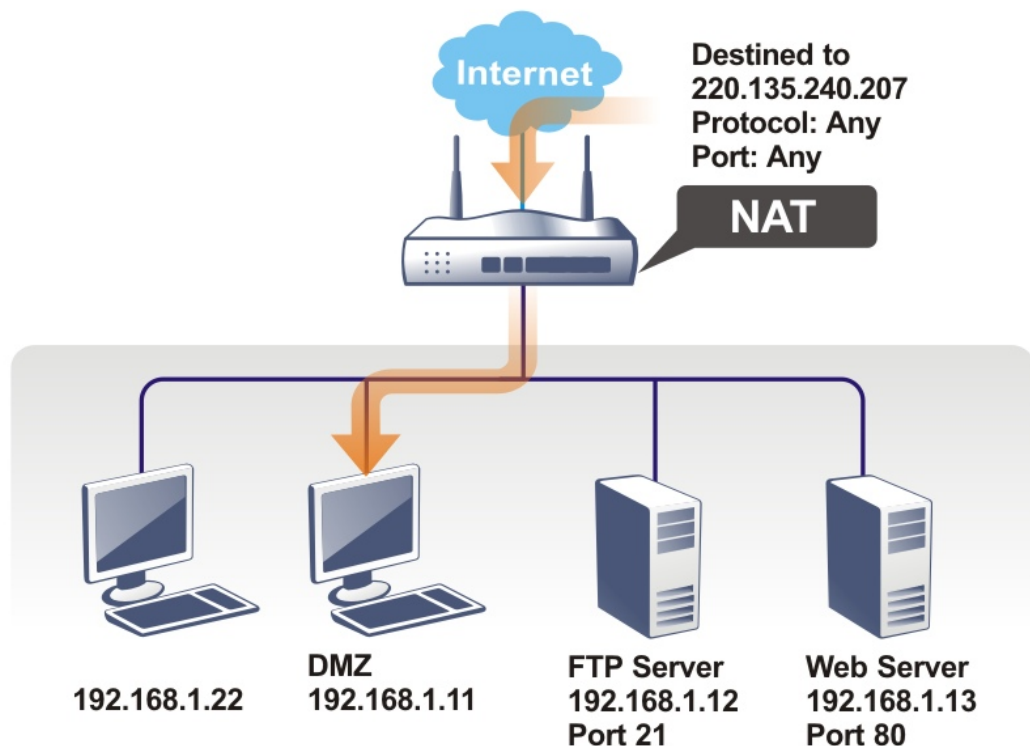 Internet
Destined to
220.135.240.207
Protocol: Any
Port: Any
NAT
192.168.1.22
DMZ
192.168.1.11
FTP Server
192.168.1.12
Port 21
Web Server
192.168.1.13
Port 80